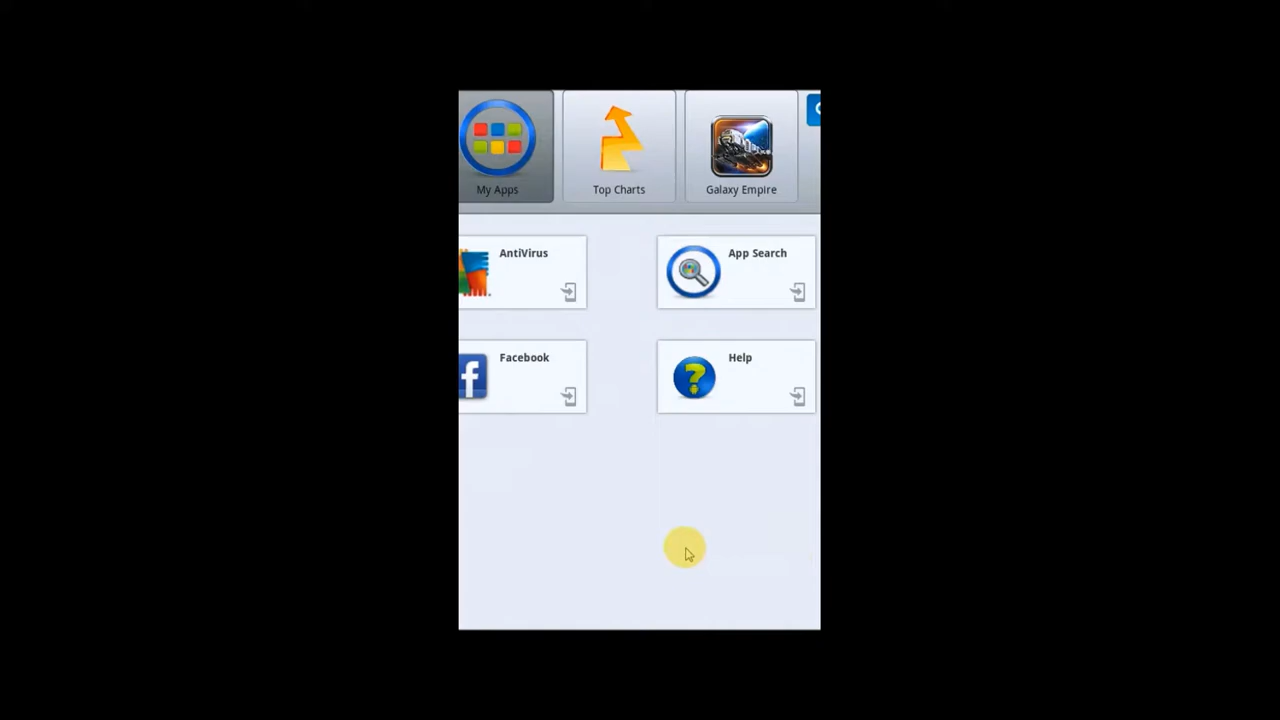 My Apps
Top Charts
Galaxy Empire
AntiVirus
App Search
Facebook
Help